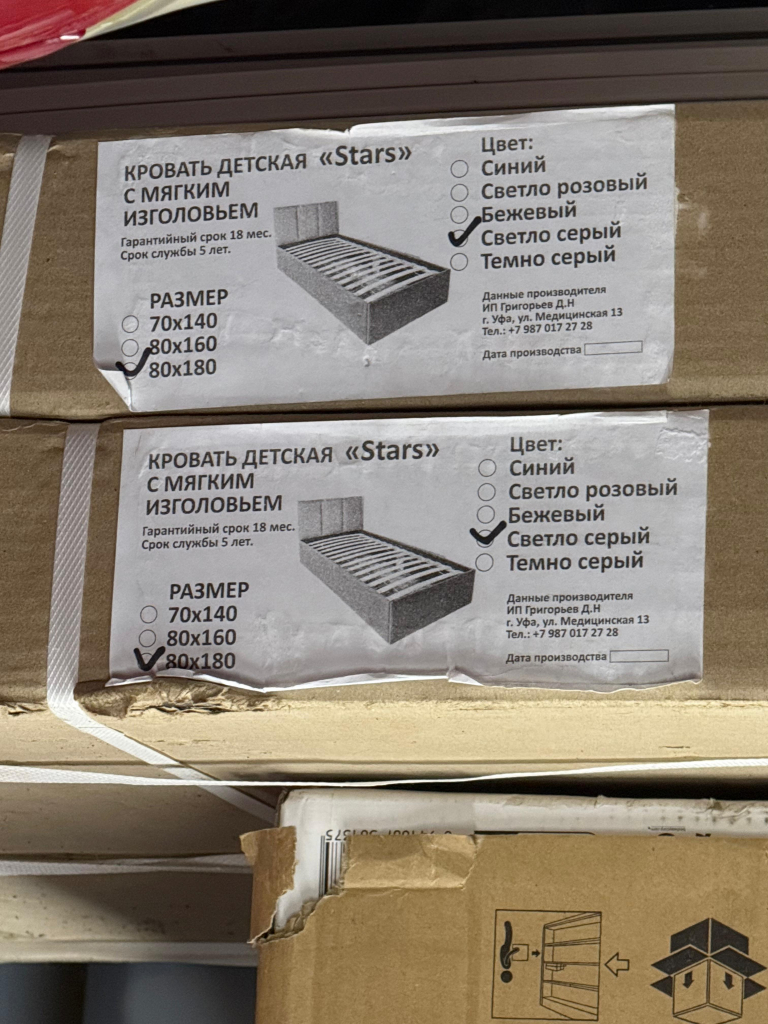 КРОВАТЬ ДЕТСКАЯ «Stars»
С МЯГКИМ
ИЗГОЛОВЬЕМ
Гарантийный срок 18 мес.
Срок службы 5 лет.
РАЗМЕР
70х140
80х160
80х180
Цвет:
Синий
Светло розовый
Бежевый
Светло серый
Темно серый
Данные производителя
ИП Григорьев Д.Н
г. Уфа, ул. Медицинская 13
Тел.: +7 987 017 27 28
Дата производства
КРОВАТЬ ДЕТСКАЯ «Stars»
С МЯГКИМ
ИЗГОЛОВЬЕМ
Гарантийный срок 18 мес.
Срок службы 5 лет.
РАЗМЕР
70х140
80х160
80х180
Цвет:
Синий
Светло розовый
Бежевый
Светло серый
Темно серый
Данные производителя
ИП Григорьев Д.Н
г. Уфа, ул. Медицинская 13
Тел.: +7 987 017 27 28
Дата производства